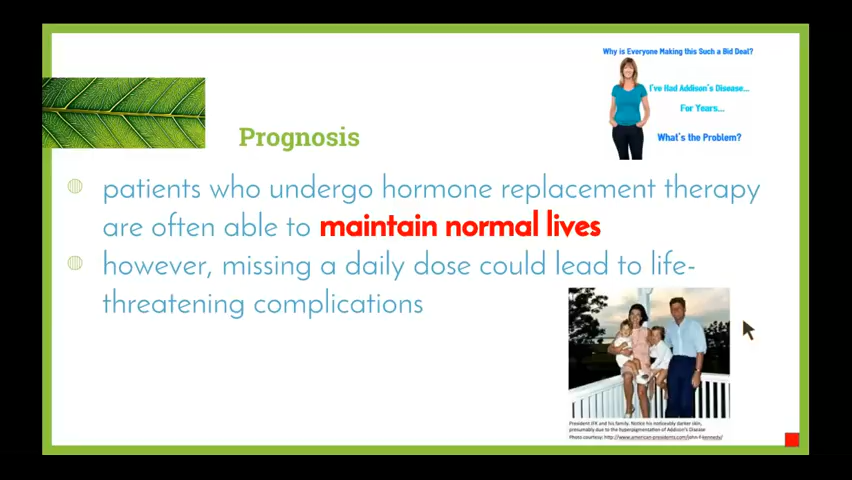 Why is Everyone Making this Such a Bid Deal?
I've Had Addison's Disease...
For Years...
What's the Problem?
Prognosis
patients who undergo hormone replacement therapy
are often able to maintain normal lives
however, missing a daily dose could lead to life-
threatening complications
President JFK and his family. Notice his noticeably darker skin,
presumably due to the hyperpigmentation of Addison's Disease
Photo courtesy: http://www.american-presidents.com/john-f-kennedy/